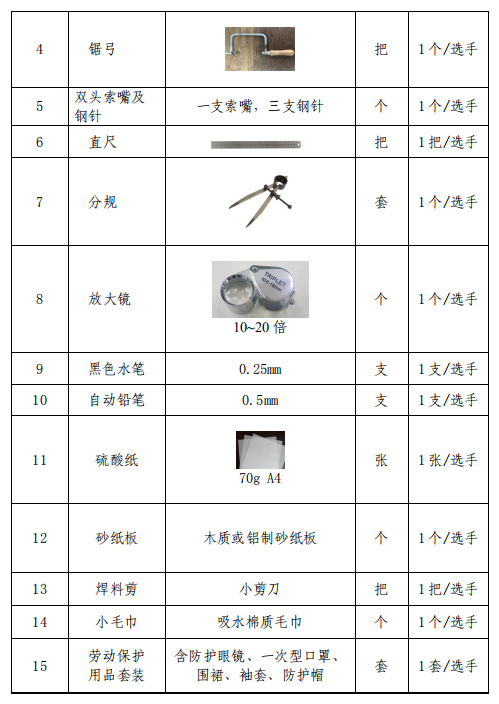 4 锯弓 把 1个/选手
5 双头索嘴及钢针 一支索嘴，三支钢针 个 1个/选手
6 直尺 把 1把/选手
7 分规 套 1个/选手
8 放大镜 TRIPLET 10X-18mm 10~20倍 个 1个/选手
9 黑色水笔 0.25mm 支 1支/选手
10 自动铅笔 0.5mm 支 1支/选手
11 硫酸纸 70g A4 张 1张/选手
12 砂纸板 木质或铝制砂纸板 个 1个/选手
13 焊料剪 小剪刀 把 1把/选手
14 小毛巾 吸水棉质毛巾 个 1个/选手
15 劳动保护用品套装 含防护眼镜、一次型口罩、围裙、袖套、防护帽 套 1套/选手